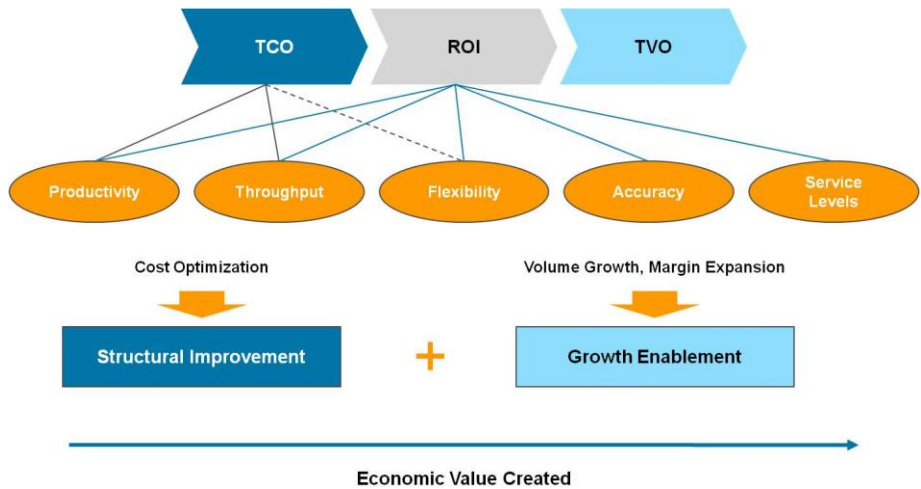 TCO
ROI
TVO
Productivity
Throughput
Flexibility
Accuracy
Service
Levels
Cost Optimization
Volume Growth, Margin Expansion
Structural Improvement
+
Growth Enablement
Economic Value Created